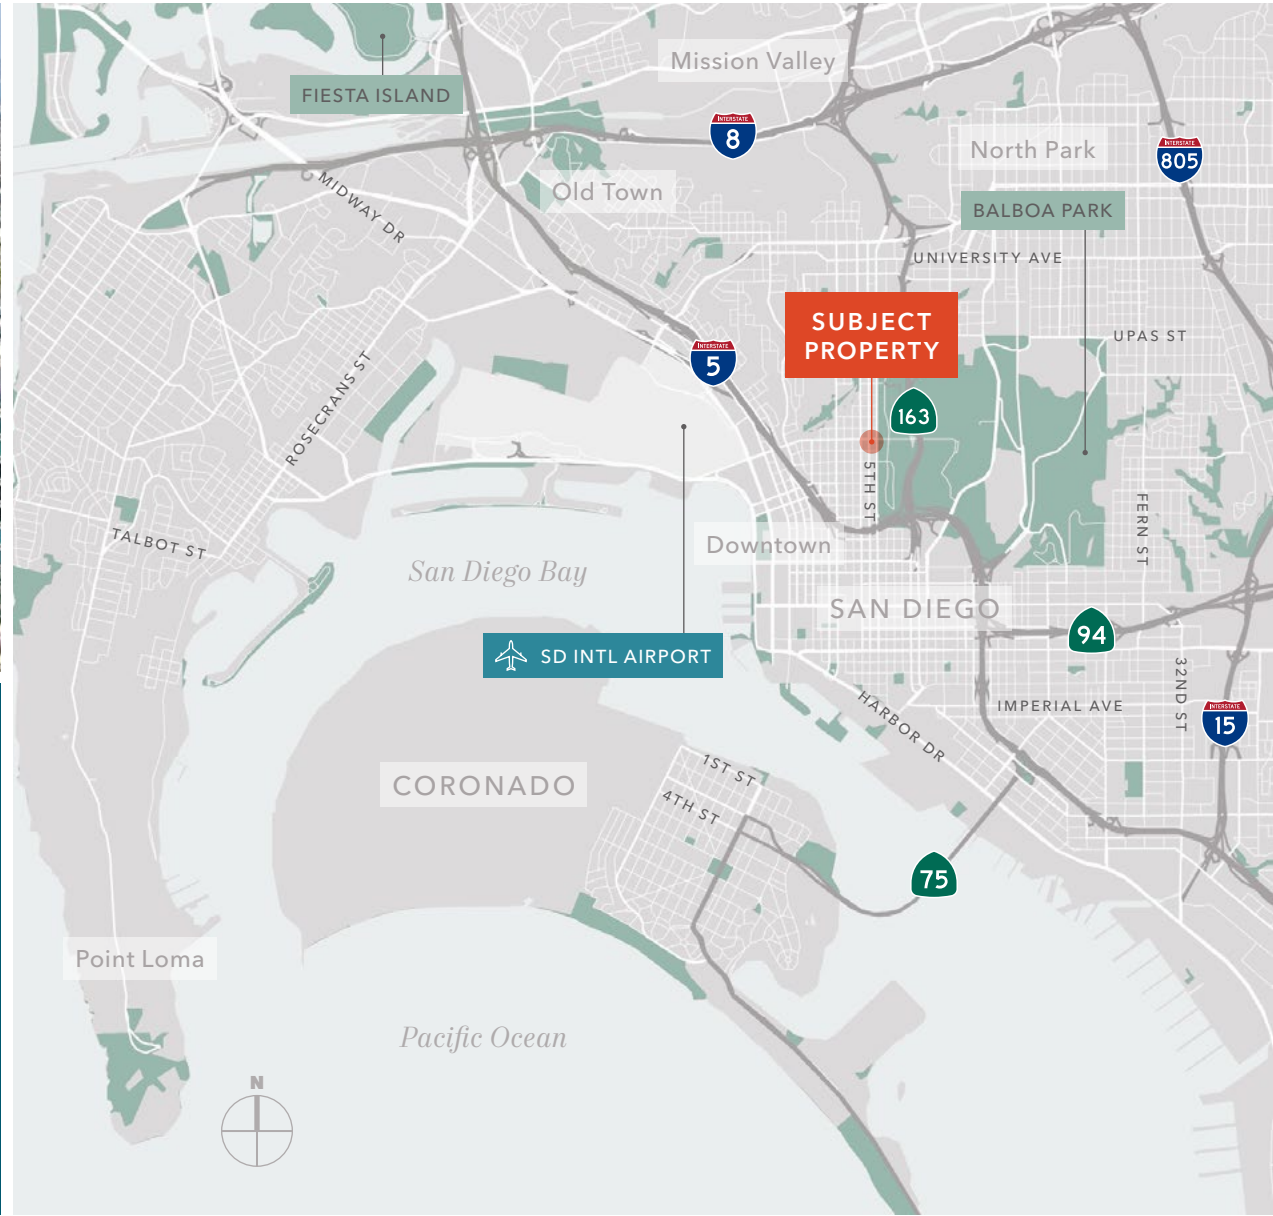 Mission Valley
FIESTA ISLAND
INTERSTATE
8
North Park
INTERSTATE
805
MIDWAY DR
Old Town
BALBOA PARK
UNIVERSITY AVE
SUBJECT
PROPERTY
UPAS ST
INTERSTATE
5
ROSECRANS ST
163
5TH ST
FERN ST
TALBOT ST
Downtown
San Diego Bay
SAN DIEGO
94
SD INTL AIRPORT
32ND ST
IMPERIAL AVE
INTERSTATE
15
HARBOR DR
1ST ST
CORONADO
4TH ST
75
Point Loma
Pacific Ocean
N